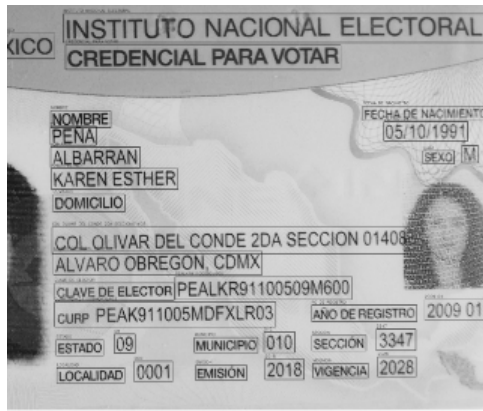 INSTITUTO NACIONAL ELECTORAL
XICO
CREDENCIAL PARA VOTAR
NOMBRE
FECHA DE NACIMIENTO
PEÑA
05/10/1991
ALBARRAN
SEXO M
KAREN ESTHER
DOMICILIO
COL OLIVAR DEL CONDE 2DA SECCION 01408
ALVARO OBREGON, CDMX
CLAVE DE ELECTOR PEALKR91100509M600
CURP PEAK911005MDFXLR03 AÑO DE REGISTRO 2009 01
ESTADO 09 MUNICIPIO 010 SECCIÓN 3347
LOCALIDAD 0001 EMISIÓN 2018 VIGENCIA 2028